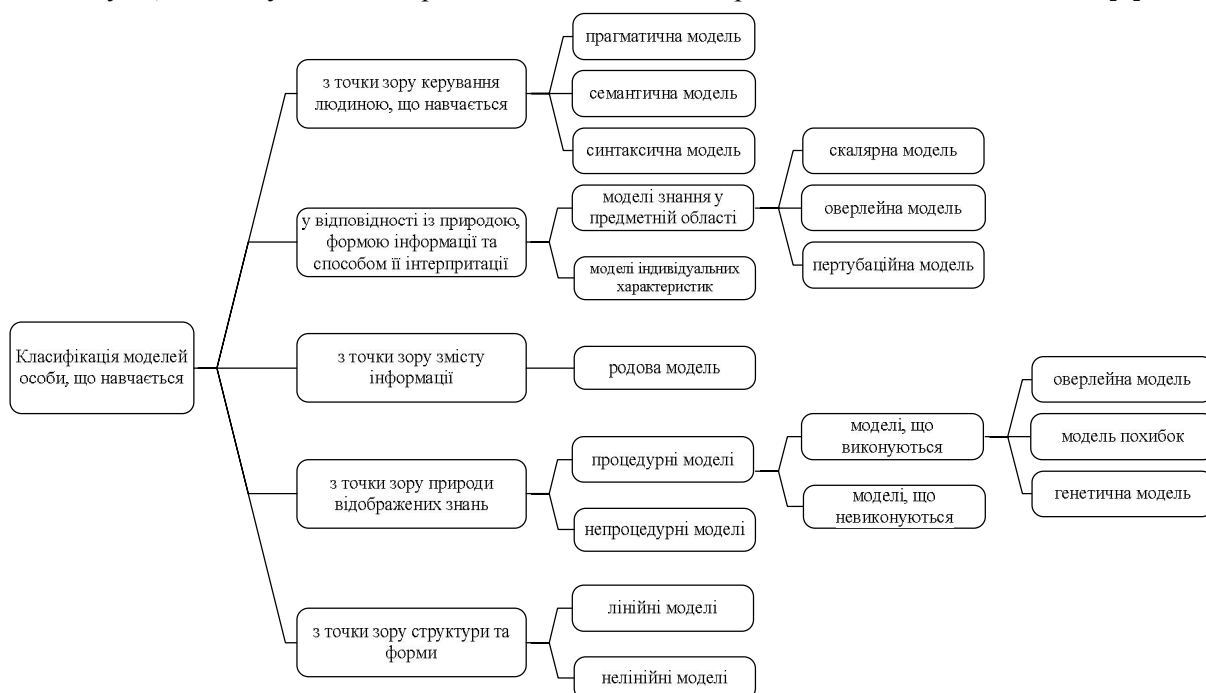 прагматична модель
з точки зору керування
людиною, що навчається
семантична модель
синтаксична модель
скалярна модель
моделі знання у
предметній області
оверлейна модель
у відповідності із природою,
формою інформації та
способом її інтерпритації
пертубаційна модель
моделі індивідуальних
характеристик
Класифікація моделей
особи, що навчається
з точки зору змісту
інформації
родова модель
оверлейна модель
моделі, що
виконуються
модель похибок
процедурні моделі
з точки зору природи
відображених знань
генетична модель
моделі, що
невиконуються
непроцедурні моделі
лінійні моделі
з точки зору структури та
форми
нелінійні моделі